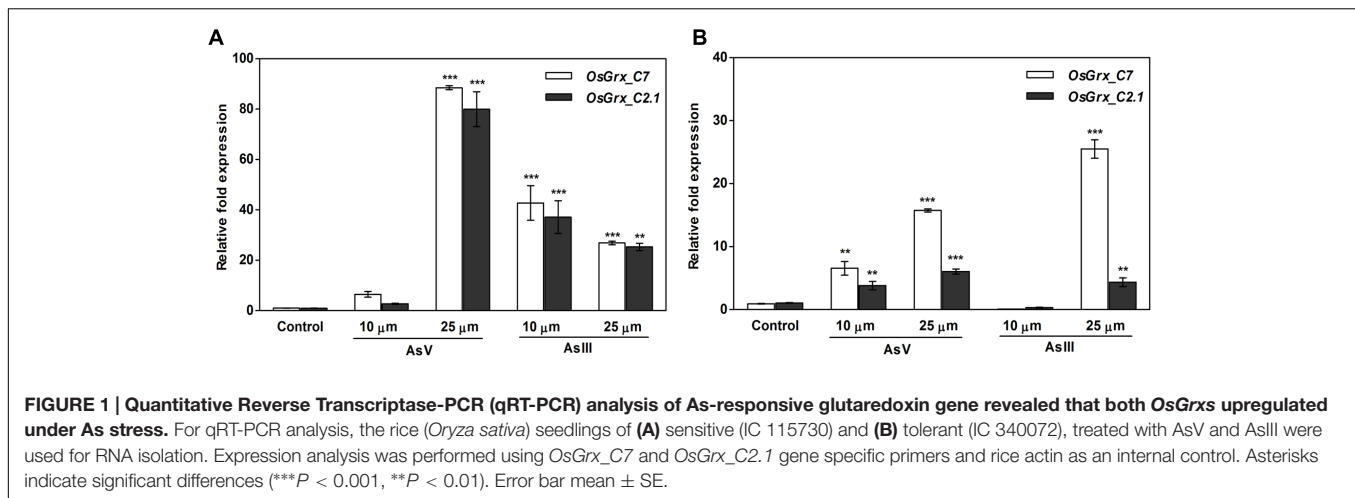 A
100
80
60
40
20
0
Relative fold expression
OsGrx_C7
OsGrx_C2.1
***
***
***
***
***
**
Control
10 μm
25 μm
10 μm
25 μm
AsV
AsIII
B
40
30
20
10
0
Relative fold expression
OsGrx_C7
OsGrx_C2.1
**
**
***
***
***
**
Control
10 μm
25 μm
10 μm
25 μm
AsV
AsIII
FIGURE 1 | Quantitative Reverse Transcriptase-PCR (qRT-PCR) analysis of As-responsive glutaredoxin gene revealed that both OsGrxs upregulated
under As stress. For qRT-PCR analysis, the rice (Oryza sativa) seedlings of (A) sensitive (IC 115730) and (B) tolerant (IC 340072), treated with AsV and AsIII were
used for RNA isolation. Expression analysis was performed using OsGrx_C7 and OsGrx_C2.1 gene specific primers and rice actin as an internal control. Asterisks
indicate significant differences (***P < 0.001, **P < 0.01). Error bar mean ± SE.